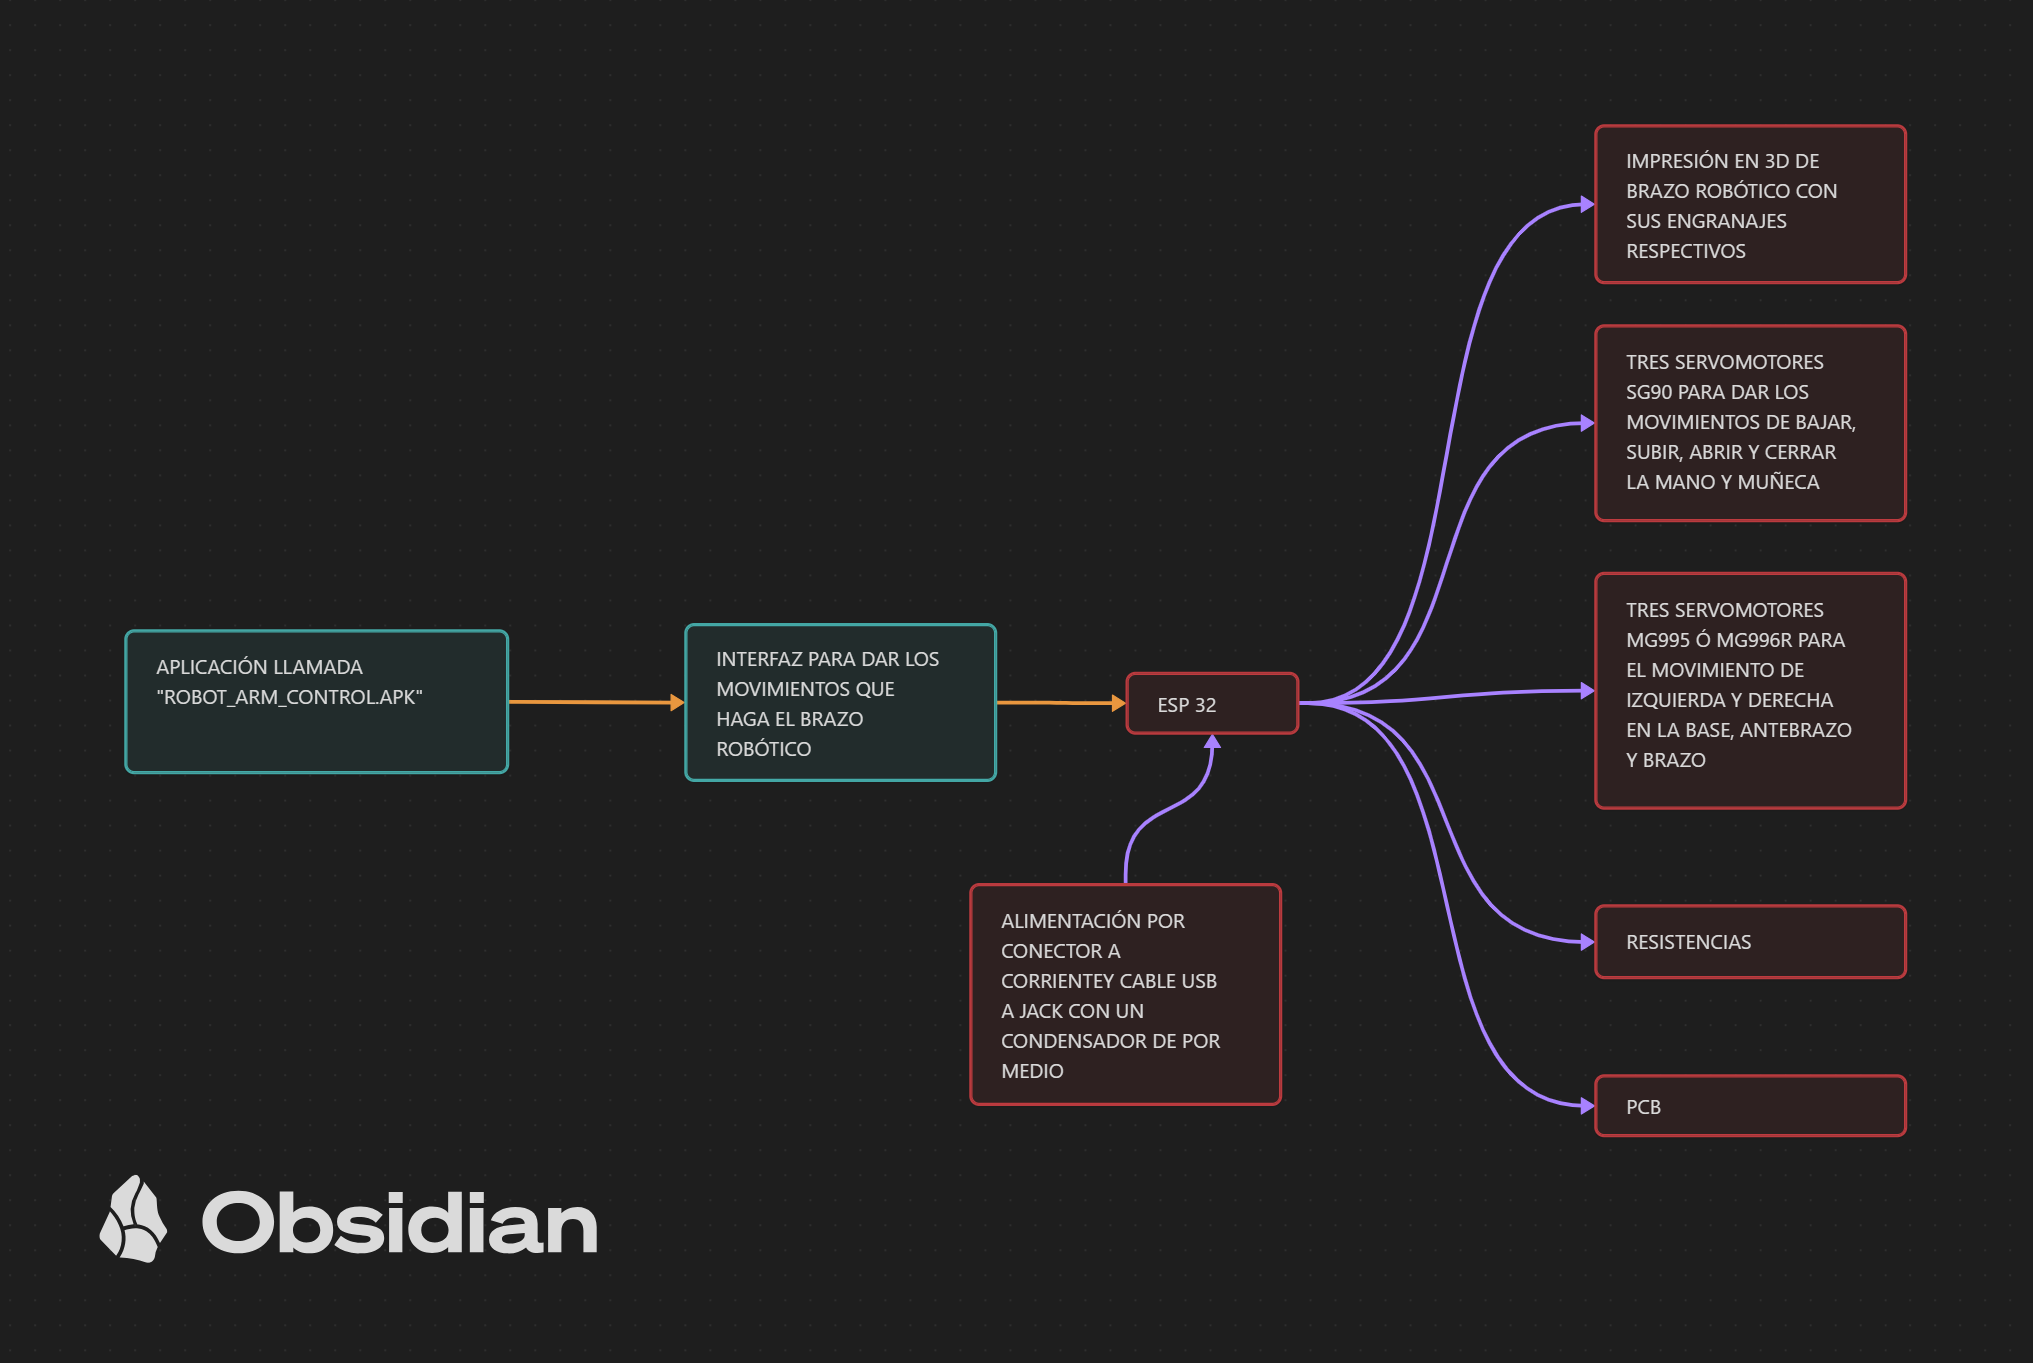 APLICACIÓN LLAMADA
"ROBOT_ARM_CONTROL.APK"
INTERFAZ PARA DAR LOS
MOVIMIENTOS QUE
HAGA EL BRAZO
ROBÓTICO
ESP 32
ALIMENTACIÓN POR
CONECTOR A
CORRIENTEY CABLE USB
A JACK CON UN
CONDENSADOR DE POR
MEDIO
IMPRESIÓN EN 3D DE
BRAZO ROBÓTICO CON
SUS ENGRANAJES
RESPECTIVOS
TRES SERVOMOTORES
SG90 PARA DAR LOS
MOVIMIENTOS DE BAJAR,
SUBIR, ABRIR Y CERRAR
LA MANO Y MUÑECA
TRES SERVOMOTORES
MG995 Ó MG996R PARA
EL MOVIMIENTO DE
IZQUIERDA Y DERECHA
EN LA BASE, ANTEBRAZO
Y BRAZO
RESISTENCIAS
PCB
Obsidian